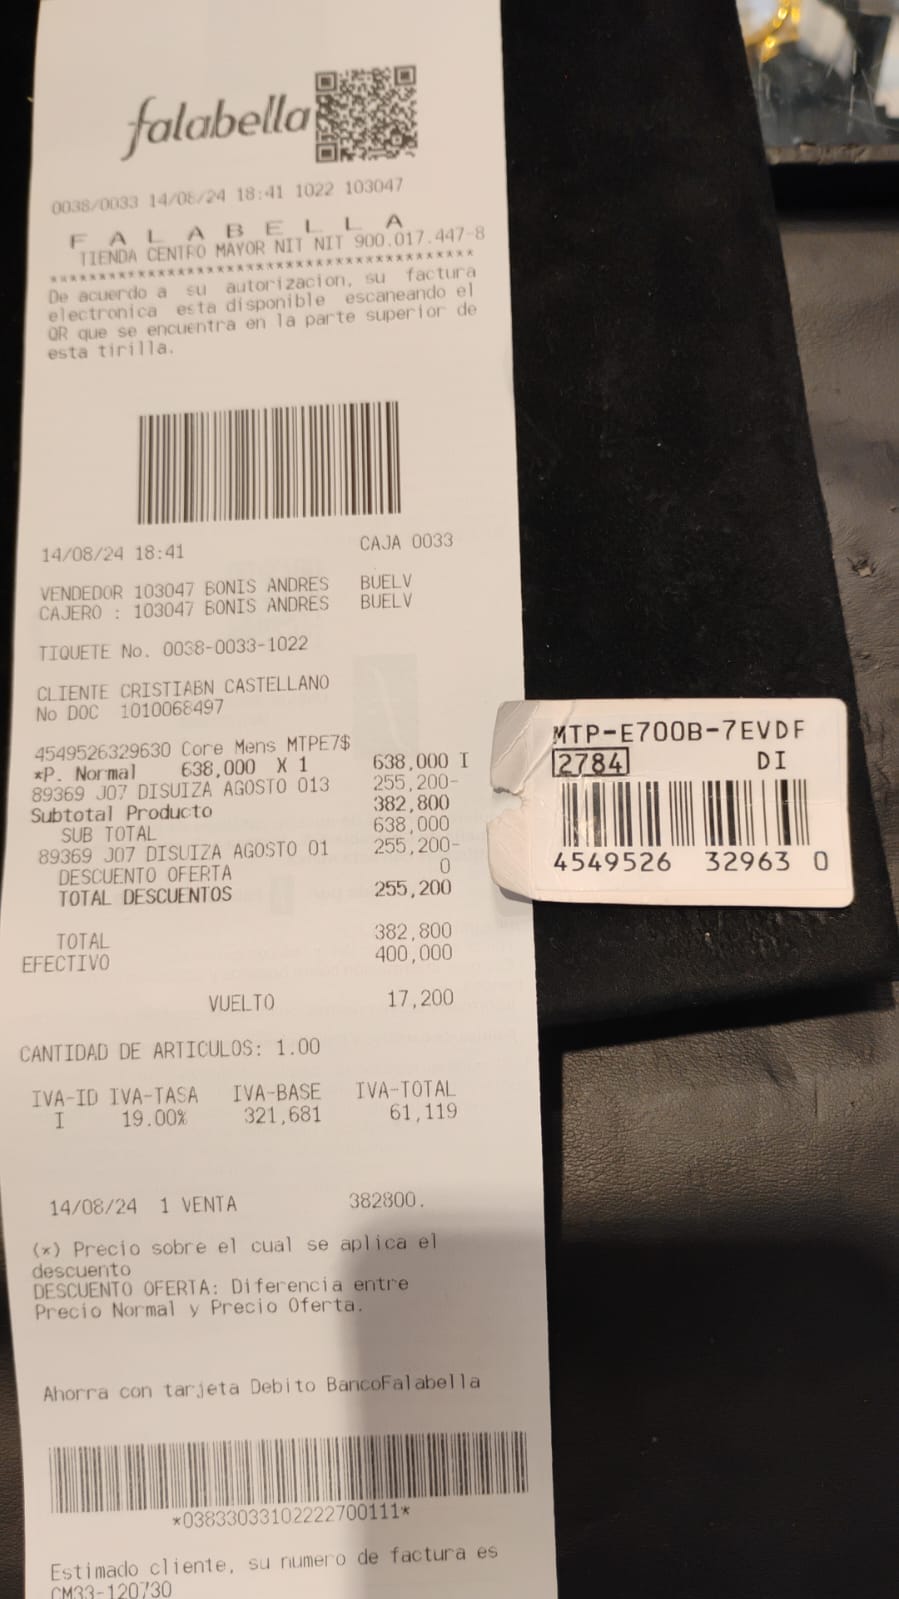 falabella
0038/0033 14/08/24 18:41 1022 103047
F A L A B E L L A
TIENDA CENTRO MAYOR NIT NIT 900.017.447-8
********************************************
De acuerdo a su autorizacion, su factura
electronica esta disponible escaneando el
QR que se encuentra en la parte superior de
esta tirilla.
14/08/24 18:41 CAJA 0033
VENDEDOR 103047 BONIS ANDRES BUELV
CAJERO : 103047 BONIS ANDRES BUELV
TIQUETE No. 0038-0033-1022
CLIENTE CRISTIABN CASTELLANO
No DOC 1010068497
4549526329630 Core Mens MTPE7$
*P. Normal 638,000 X 1 638,000 I
89369 J07 DISUIZA AGOSTO 013 255,200-
Subtotal Producto 382,800
SUB TOTAL 638,000
89369 J07 DISUIZA AGOSTO 01 255,200-
DESCUENTO OFERTA 0
TOTAL DESCUENTOS 255,200
TOTAL 382,800
EFECTIVO 400,000
VUELTO 17,200
CANTIDAD DE ARTICULOS: 1.00
IVA-ID IVA-TASA IVA-BASE IVA-TOTAL
I 19.00% 321,681 61,119
14/08/24 1 VENTA 382800.
(*) Precio sobre el cual se aplica el
descuento
DESCUENTO OFERTA: Diferencia entre
Precio Normal y Precio Oferta.
Ahorra con tarjeta Debito BancoFalabella
*03833033102222700111*
Estimado cliente, su numero de factura es
CM33-120730
MTP-E700B-7EVDF
2784 DI
4549526 32963 0